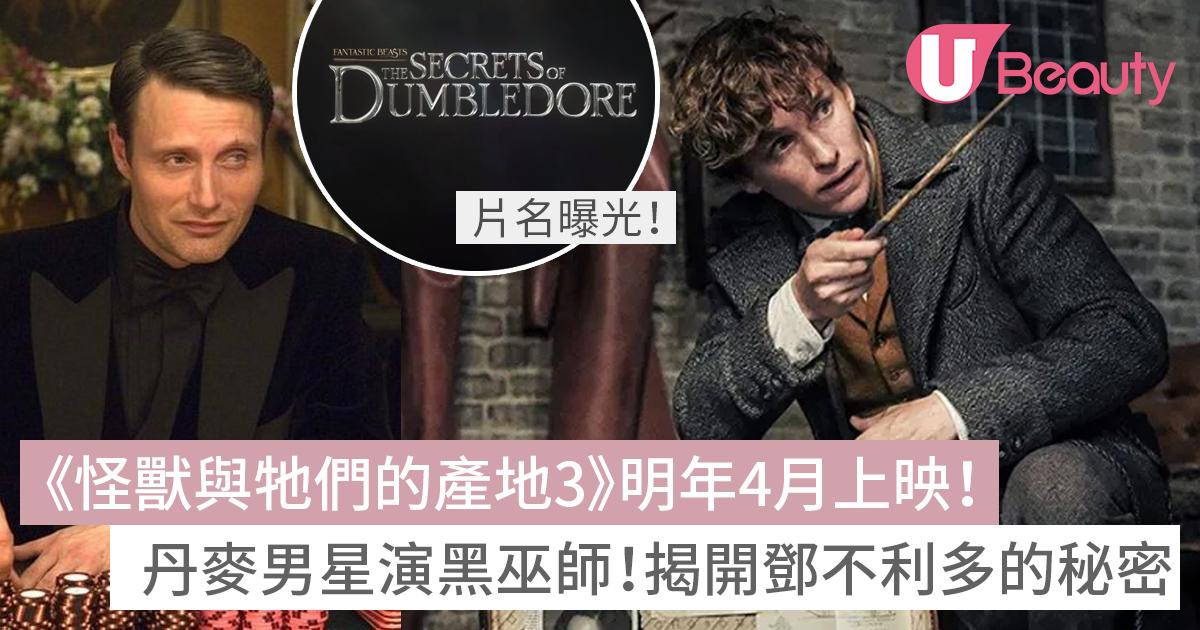 FANTASTIC BEASTS
THE SECRETS OF
DUMBLEDORE
U Beauty
片名曝光！
《怪獸與牠們的產地3》明年4月上映！
丹麥男星演黑巫師！揭開鄧不利多的秘密